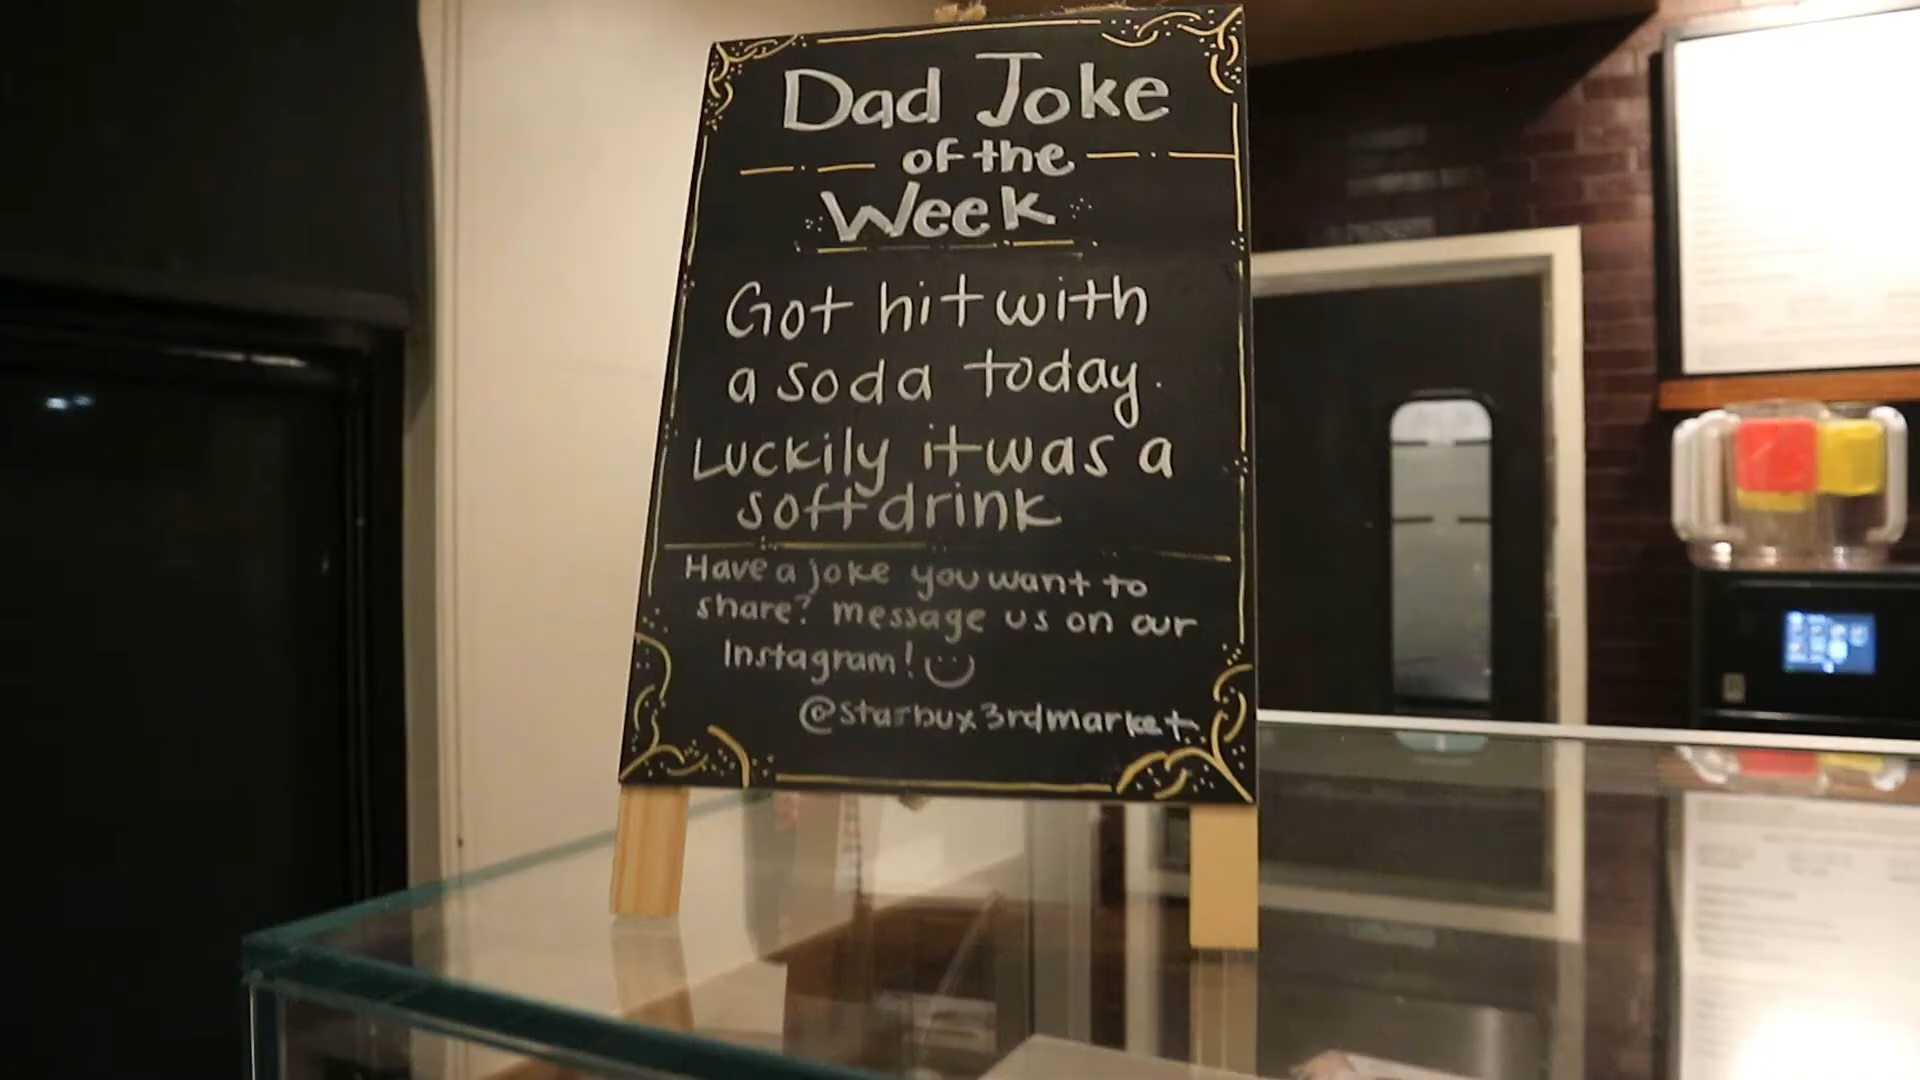 Dad Joke
of the
Week
Got hit with
a soda today.
Luckily it was a
soft drink
Have a joke you want to
share? message us on our
Instagram!
@starbux3rdmarket